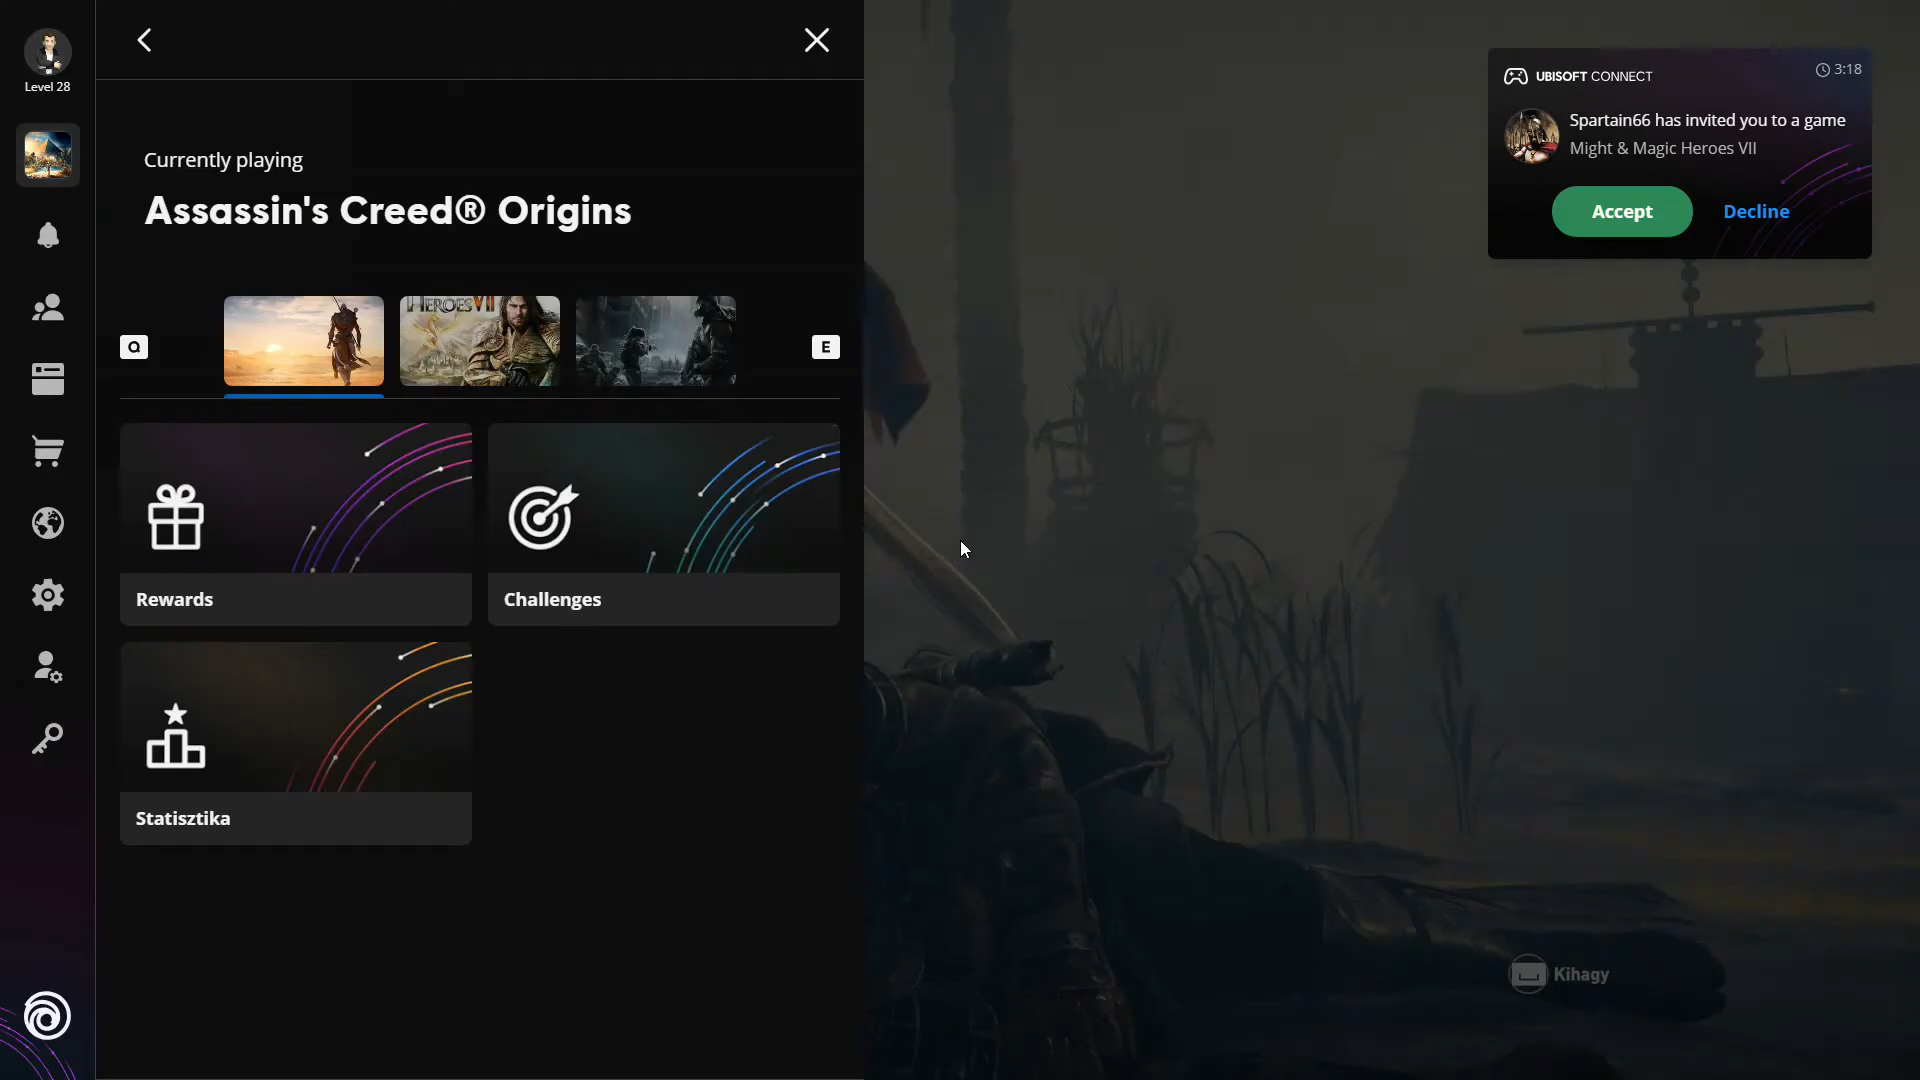 Level 28
Currently playing
Assassin's Creed® Origins
Q
HEROES VII
E
Rewards
Challenges
Statisztika
UBISOFT CONNECT
3:18
Spartain66 has invited you to a game
Might & Magic Heroes VII
Accept
Decline
Kihagy